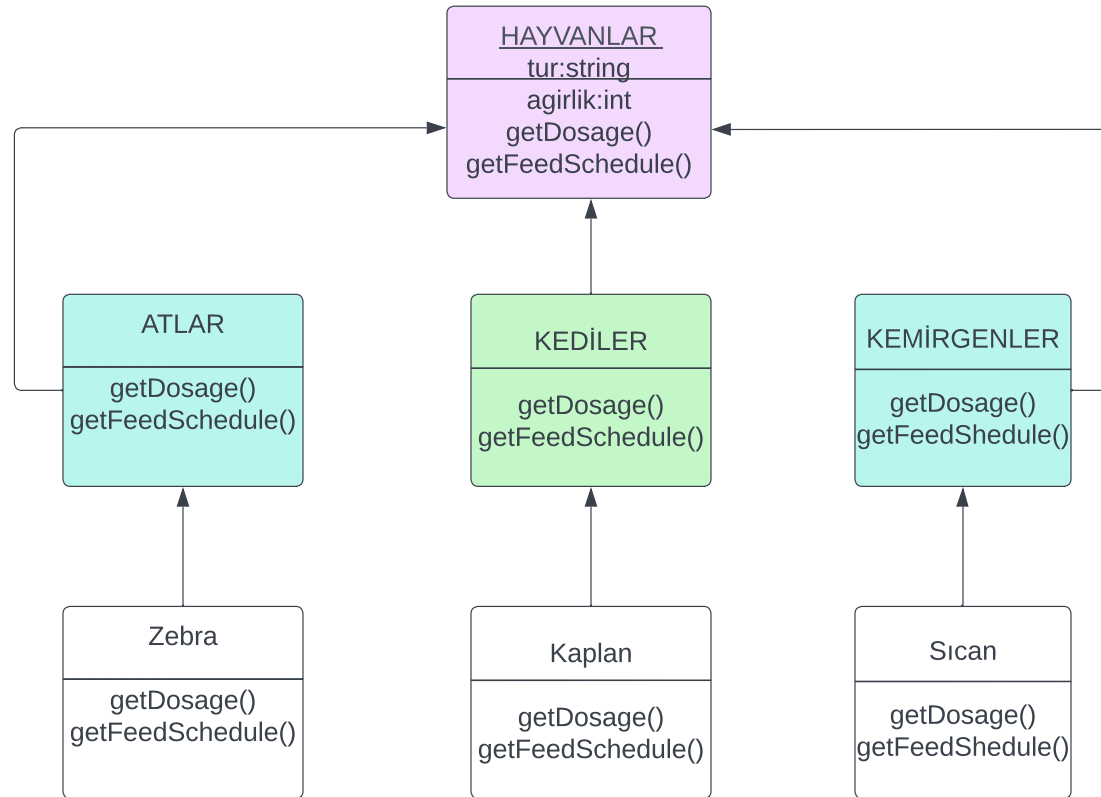 HAYVANLAR
tur:string
agirlik:int
getDosage()
getFeedSchedule()
ATLAR
getDosage()
getFeedSchedule()
KEDİLER
getDosage()
getFeedSchedule()
KEMİRGENLER
getDosage()
getFeedShedule()
Zebra
getDosage()
getFeedSchedule()
Kaplan
getDosage()
getFeedSchedule()
Sıcan
getDosage()
getFeedShedule()